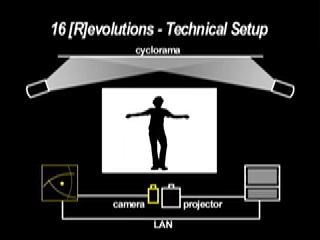 16 [R]evolutions - Technical Setup
cyclorama
camera projector
LAN